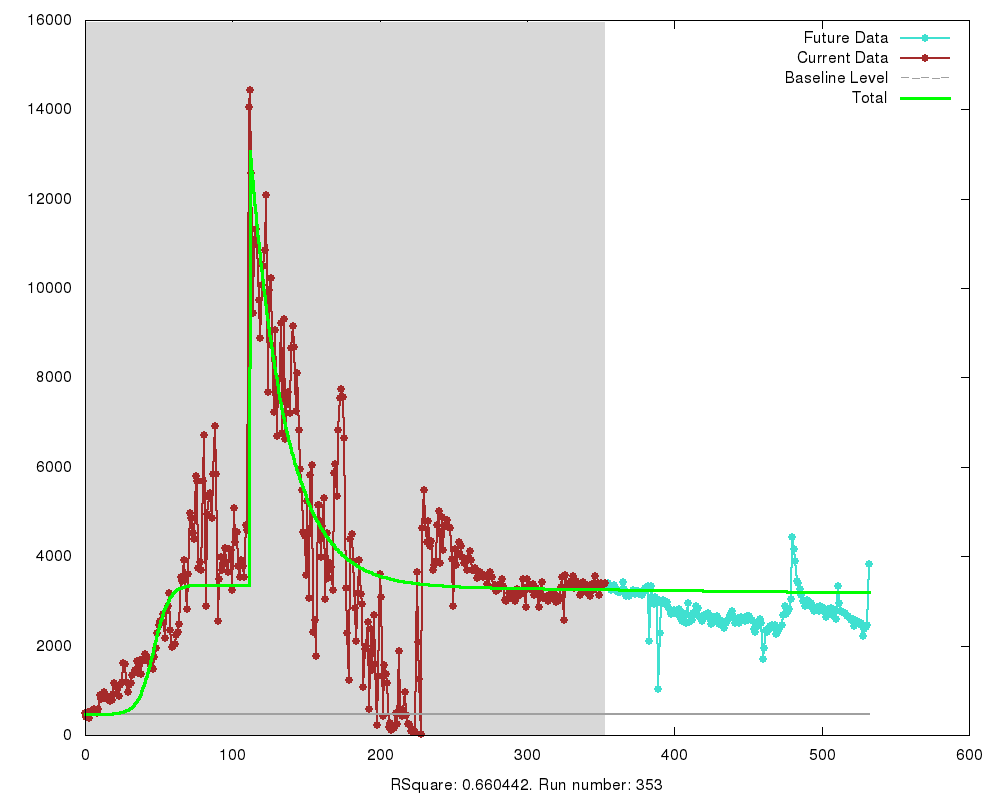 16000
14000
12000
10000
8000
6000
4000
2000
0
Future Data
Current Data
Baseline Level
Total
0 100 200 300 400 500 600
RSquare: 0.660442. Run number: 353